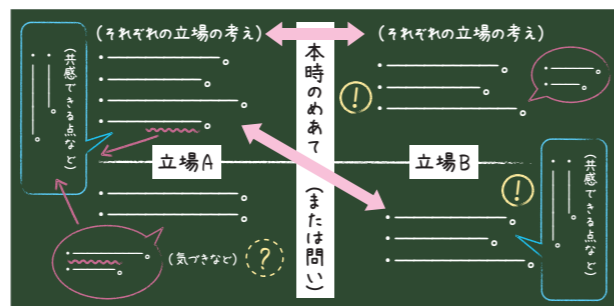 (それぞれの立場の考え)
(それぞれの立場の考え)
本時のめあて(または問い)
(共感できる点など)
!
立場A
立場B
!
(共感できる点など)
(気づきなど)
?